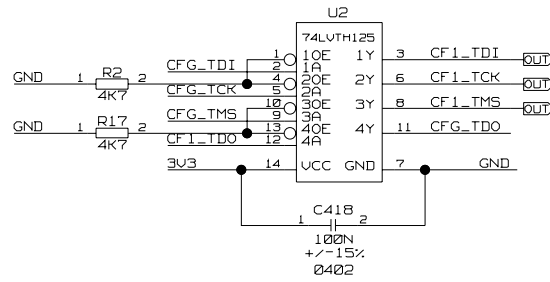 U2
74LVTH125
1 1OE 1Y 3 CF1_TDI OUT
CFG_TDI 2 1A
GND 1 R2 2 4K7
4 2OE 2Y 6 CF1_TCK OUT
CFG_TCK 5 2A
10 3OE 3Y 8 CF1_TMS OUT
CFG_TMS 9 3A
GND 1 R17 2 4K7
13 4OE 4Y 11 CFG_TDO
CF1_TDO 12 4A
3V3 14 VCC GND 7 GND
C418
1 2
100N
+/-15%
0402